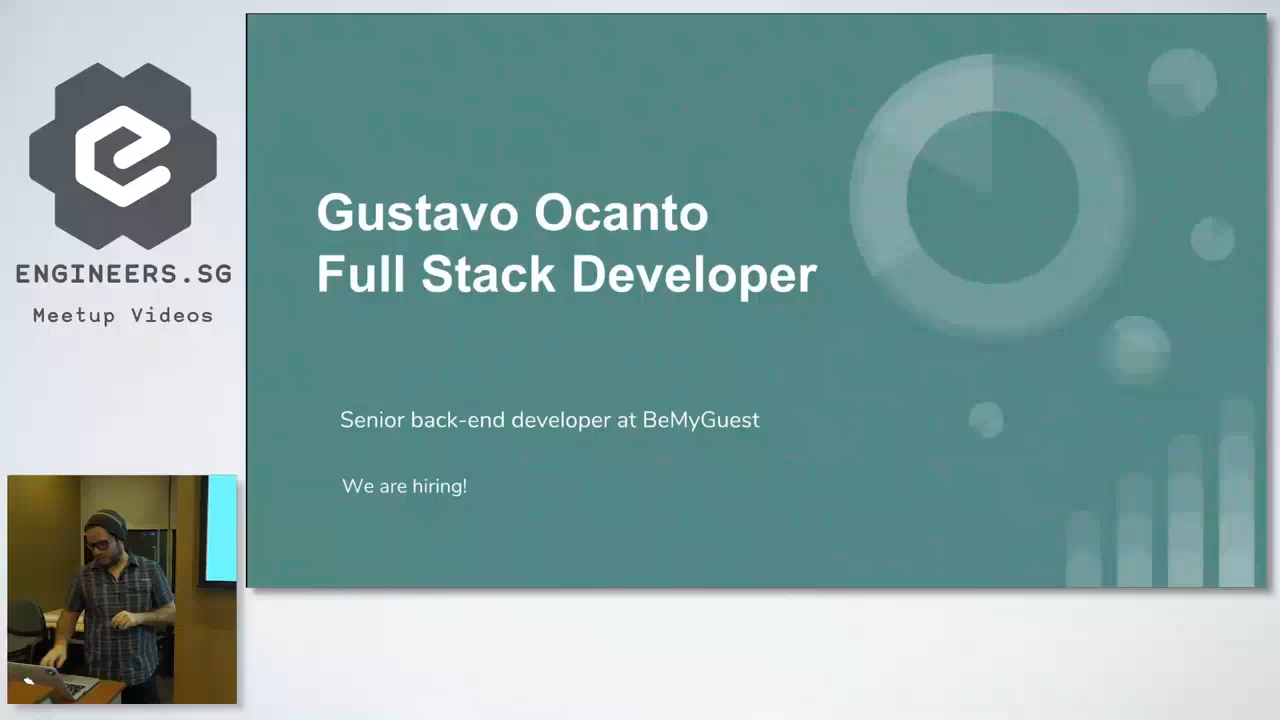 ENGINEERS.SG
Meetup Videos
Gustavo Ocanto
Full Stack Developer
Senior back-end developer at BeMyGuest
We are hiring!